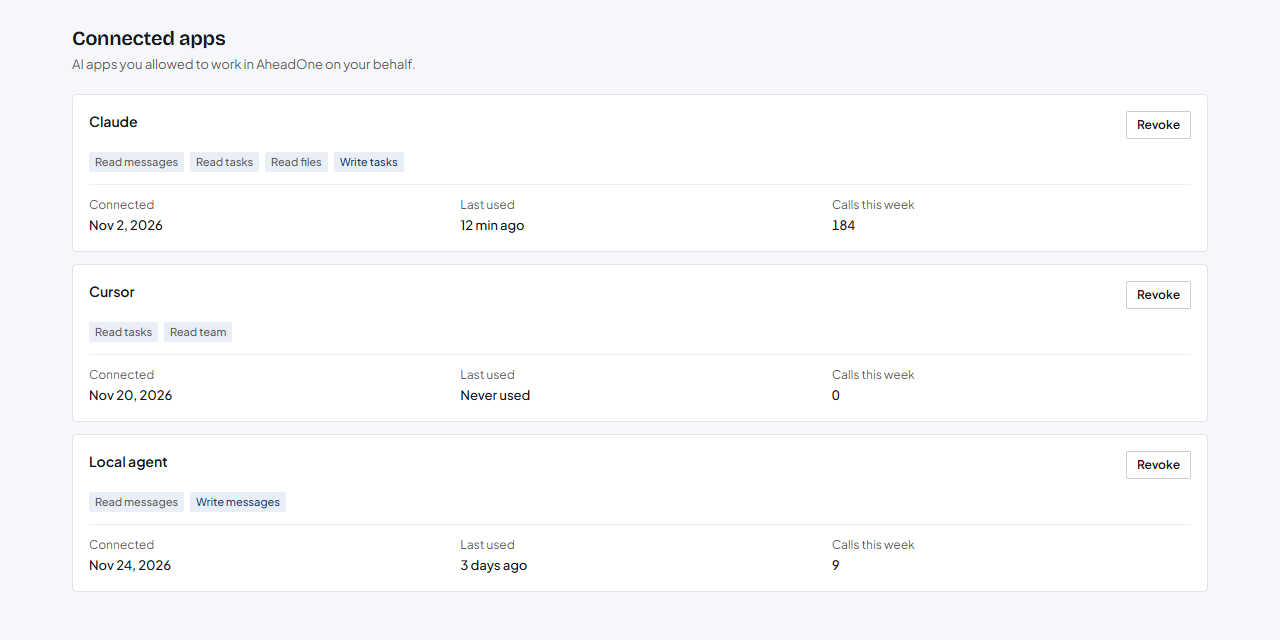 Connected apps
AI apps you allowed to work in AheadOne on your behalf.
Claude
Revoke
Read messages Read tasks Read files Write tasks
Connected Last used Calls this week
Nov 2, 2026 12 min ago 184
Cursor
Revoke
Read tasks Read team
Connected Last used Calls this week
Nov 20, 2026 Never used 0
Local agent
Revoke
Read messages Write messages
Connected Last used Calls this week
Nov 24, 2026 3 days ago 9